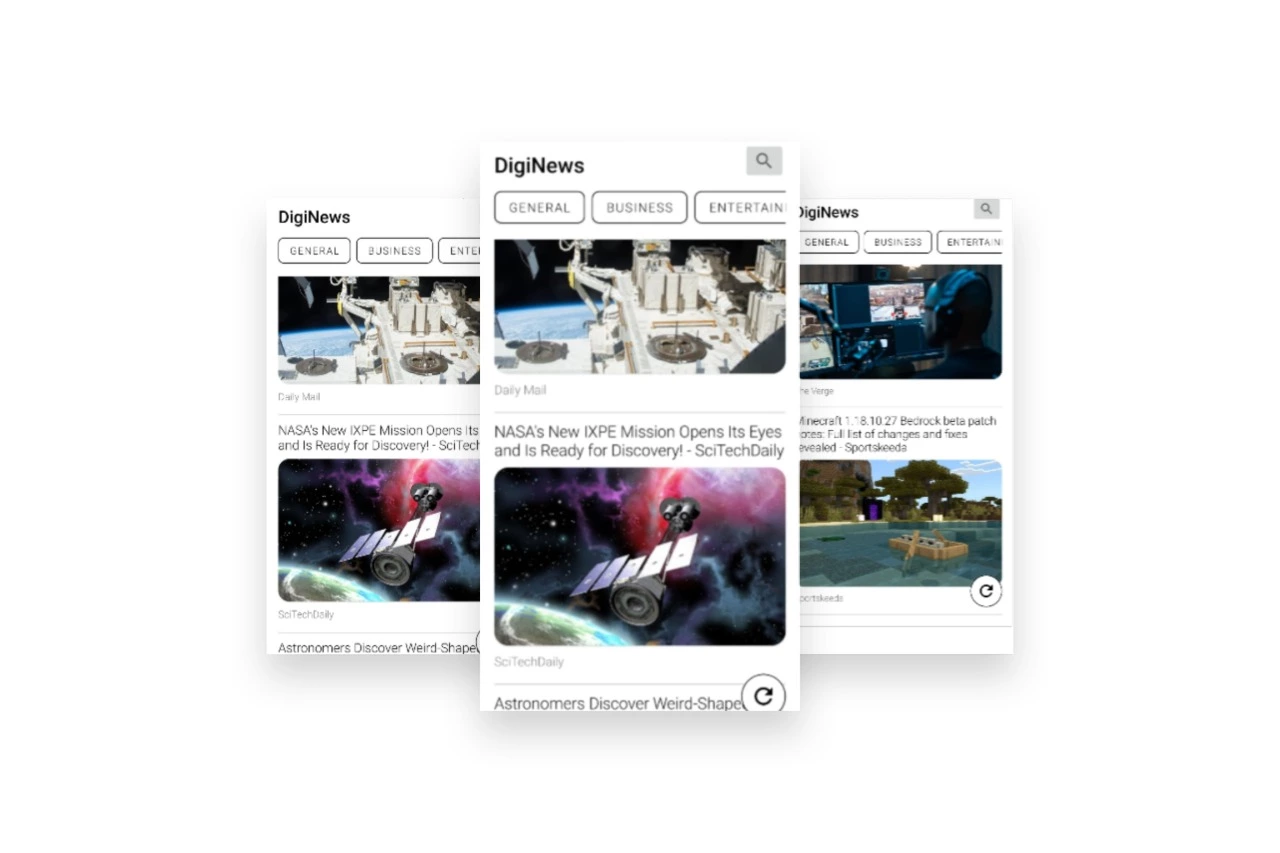 DigiNews
GENERAL
BUSINESS
ENTE
Daily Mail
NASA's New IXPE Mission Opens Its
and Is Ready for Discovery! - SciTech
SciTechDaily
Astronomers Discover Weird-Shape
DigiNews
GENERAL
BUSINESS
ENTERTAIN
Daily Mail
NASA's New IXPE Mission Opens Its Eyes
and Is Ready for Discovery! - SciTechDaily
SciTechDaily
Astronomers Discover Weird-Shape
DigiNews
GENERAL
BUSINESS
ENTERTAIN
he Verge
Minecraft 1.18.10.27 Bedrock beta patch
otes: Full list of changes and fixes
evealed - Sportskeeda
portskeeda